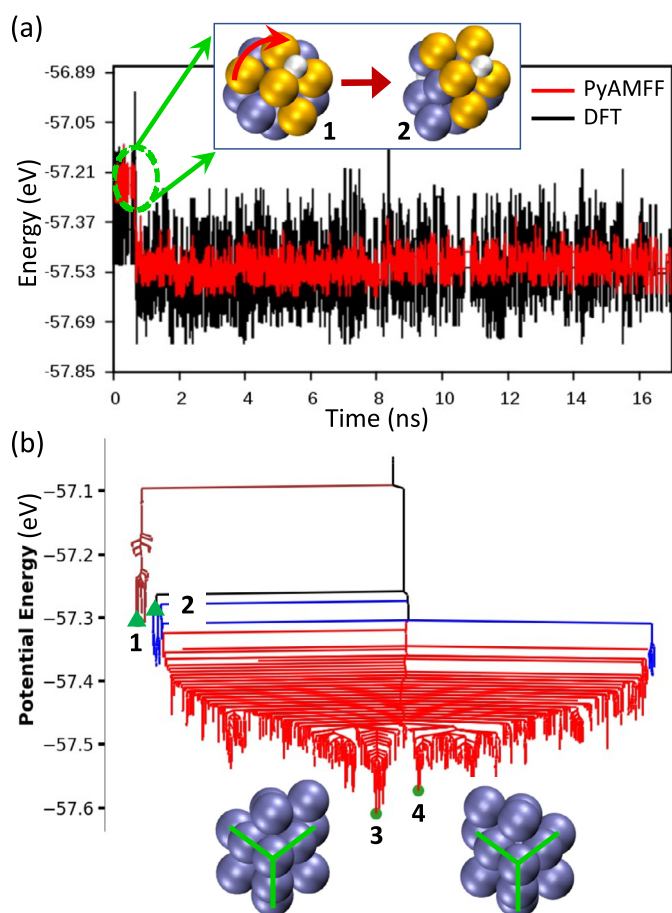 (a)
-56.89
-57.05
-57.21
-57.37
-57.53
-57.69
-57.85
Energy (eV)
1
2
PyAMFF
DFT
0 2 4 6 8 10 12 14 16
Time (ns)
(b)
−57.1
−57.2
−57.3
−57.4
−57.5
−57.6
Potential Energy (eV)
1
2
3
4